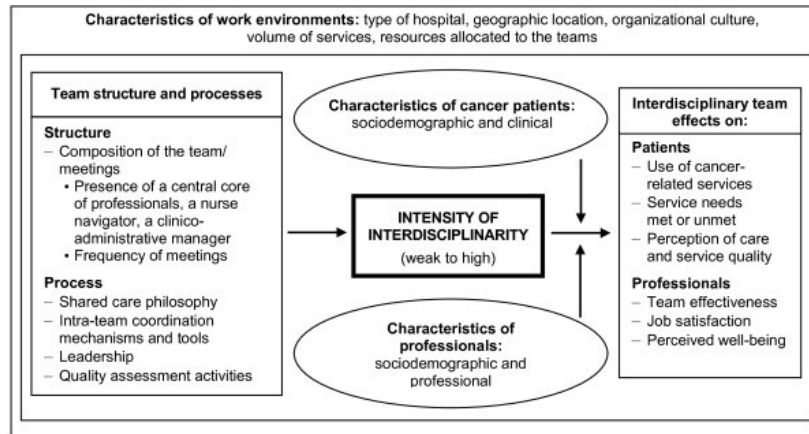 Characteristics of work environments: type of hospital, geographic location, organizational culture,
volume of services, resources allocated to the teams
Team structure and processes
Structure
– Composition of the team/
meetings
• Presence of a central core
of professionals, a nurse
navigator, a clinico-
administrative manager
• Frequency of meetings
Process
– Shared care philosophy
– Intra-team coordination
mechanisms and tools
– Leadership
– Quality assessment activities
Characteristics of cancer patients:
sociodemographic and clinical
INTENSITY OF
INTERDISCIPLINARITY
(weak to high)
Characteristics of
professionals:
sociodemographic and
professional
Interdisciplinary team
effects on:
Patients
– Use of cancer-
related services
– Service needs
met or unmet
– Perception of care
and service quality
Professionals
– Team effectiveness
– Job satisfaction
– Perceived well-being